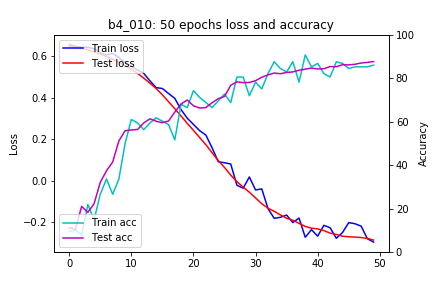 b4_010: 50 epochs loss and accuracy
Train loss
Test loss
Train acc
Test acc
Loss
0.6
0.4
0.2
0.0
−0.2
Accuracy
100
80
60
40
20
0
0 10 20 30 40 50